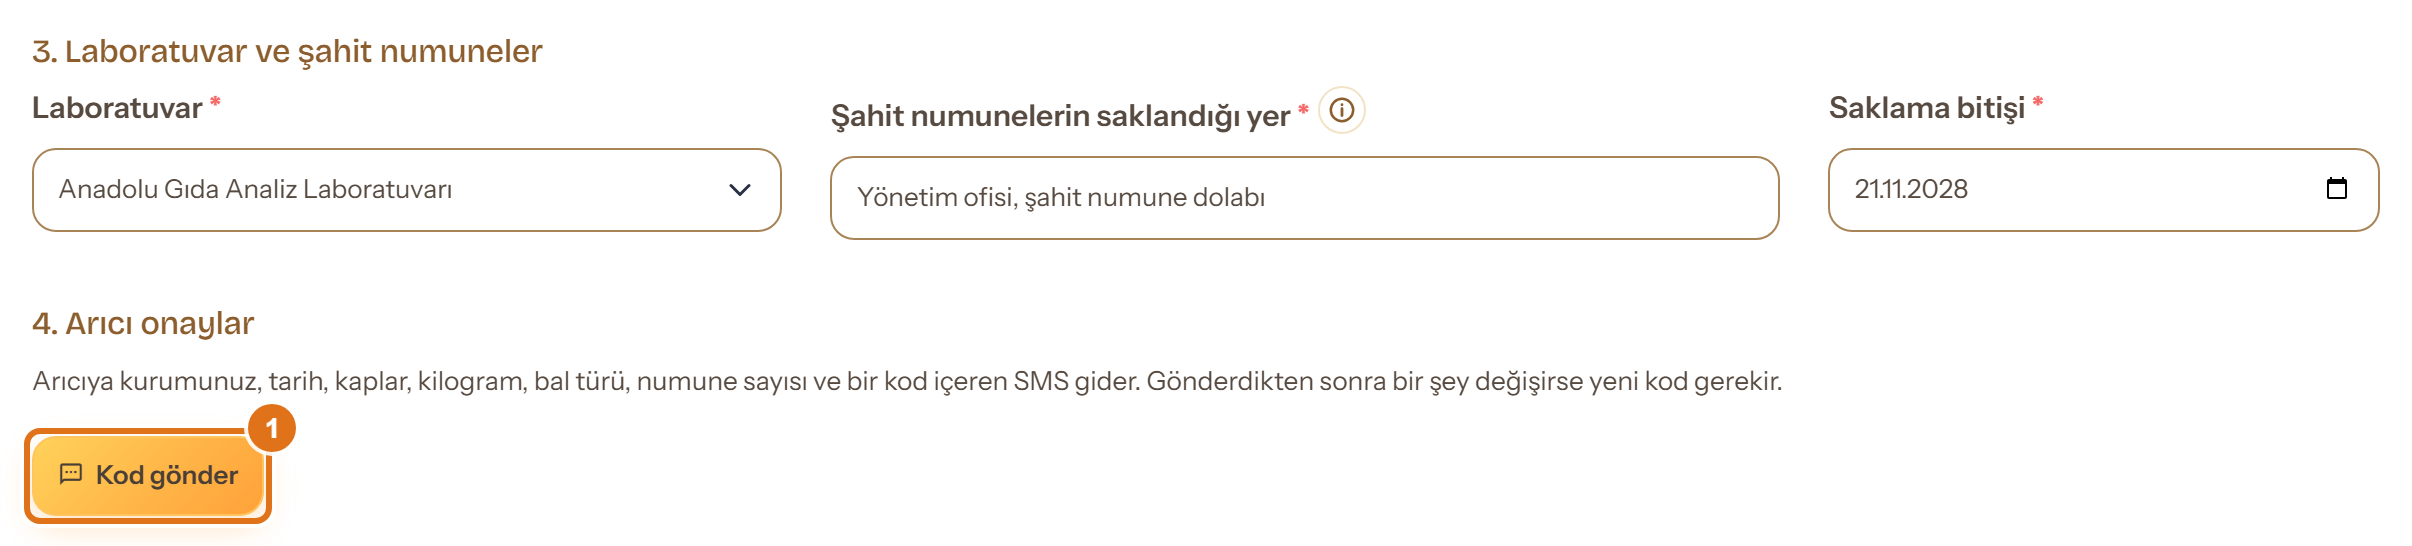 3. Laboratuvar ve şahit numuneler
Laboratuvar *
Şahit numunelerin saklandığı yer *
Saklama bitişi *
Anadolu Gıda Analiz Laboratuvarı
Yönetim ofisi, şahit numune dolabı
21.11.2028
4. Arıcı onaylar
Arıcıya kurumunuz, tarih, kaplar, kilogram, bal türü, numune sayısı ve bir kod içeren SMS gider. Gönderdikten sonra bir şey değişirse yeni kod gerekir.
1
Kod gönder